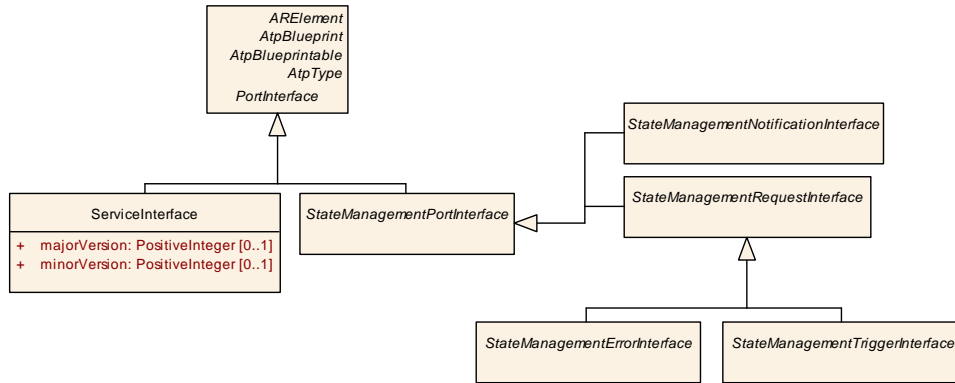 ARElement
AtpBlueprint
AtpBlueprintable
AtpType
PortInterface
StateManagementNotificationInterface
StateManagementRequestInterface
ServiceInterface
+ majorVersion: PositiveInteger [0..1]
+ minorVersion: PositiveInteger [0..1]
StateManagementPortInterface
StateManagementErrorInterface
StateManagementTriggerInterface